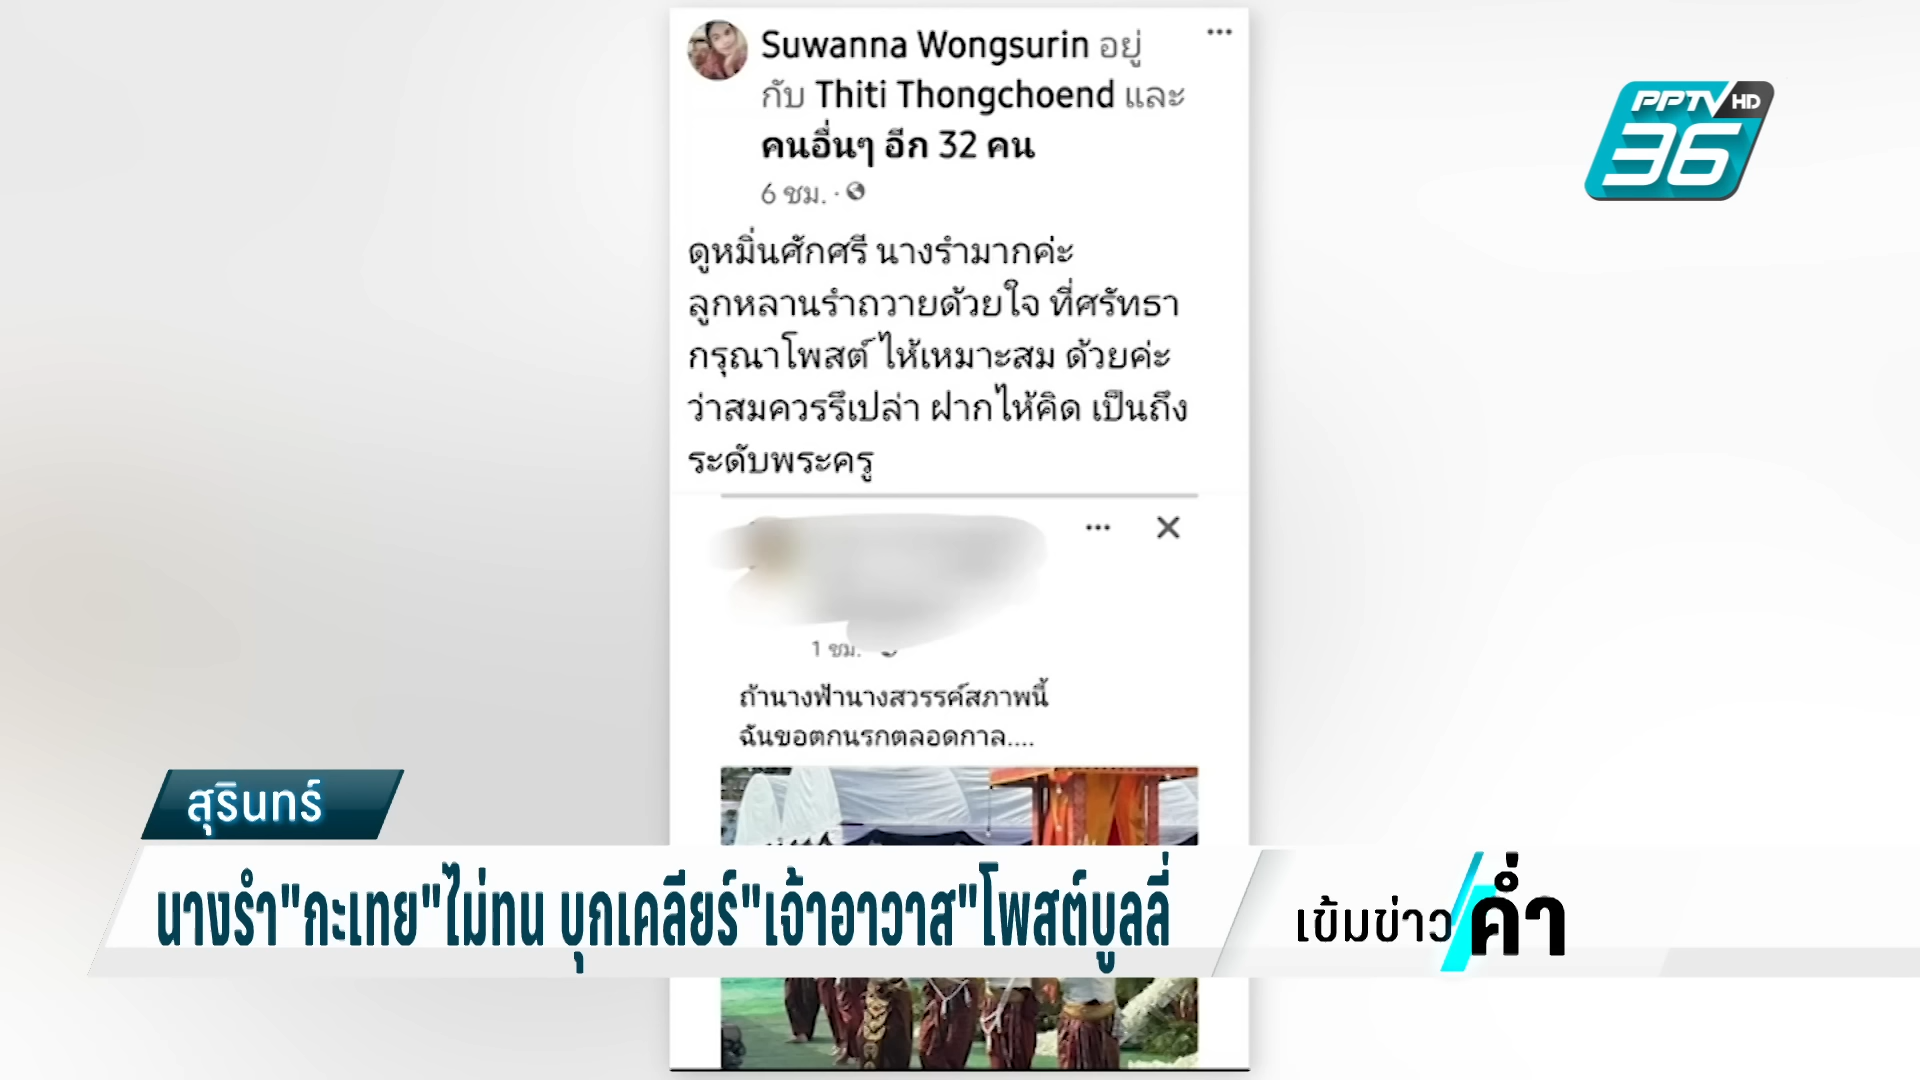 Suwanna Wongsurin อยู่
กับ Thiti Thongchoend และ
คนอื่นๆ อีก 32 คน
6 ชม. ·
ดูหมิ่นศักศรี นางรำมากค่ะ
ลูกหลานรำถวายด้วยใจ ที่ศรัทธา
กรุณาโพสต์ ไห้เหมาะสม ด้วยค่ะ
ว่าสมควรรึเปล่า ฝากไห้คิด เป็นถึง
ระดับพระครู
1 ชม.
ถ้านางฟ้านางสวรรค์สภาพนี้
ฉันขอตกนรกตลอดกาล....
PPTV HD
36
สุรินทร์
นางรำ"กะเทย"ไม่ทน บุกเคลียร์"เจ้าอาวาส"โพสต์บูลลี่
เข้มข่าวค่ำ